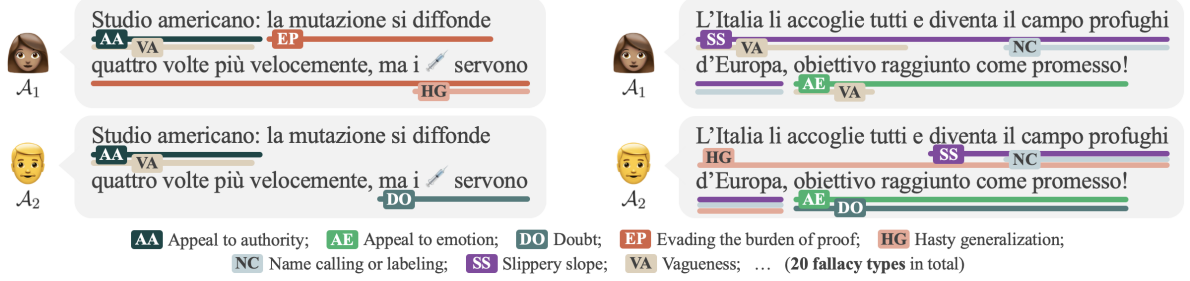 Studio americano: la mutazione si diffonde
AA VA EP
quattro volte più velocemente, ma i 💉 servono
HG
A1
Studio americano: la mutazione si diffonde
AA VA
quattro volte più velocemente, ma i 💉 servono
DO
A2
L'Italia li accoglie tutti e diventa il campo profughi
SS VA NC
d'Europa, obiettivo raggiunto come promesso!
AE VA
A1
L'Italia li accoglie tutti e diventa il campo profughi
HG SS NC
d'Europa, obiettivo raggiunto come promesso!
AE DO
A2
AA Appeal to authority; AE Appeal to emotion; DO Doubt; EP Evading the burden of proof; HG Hasty generalization;
NC Name calling or labeling; SS Slippery slope; VA Vagueness; … (20 fallacy types in total)